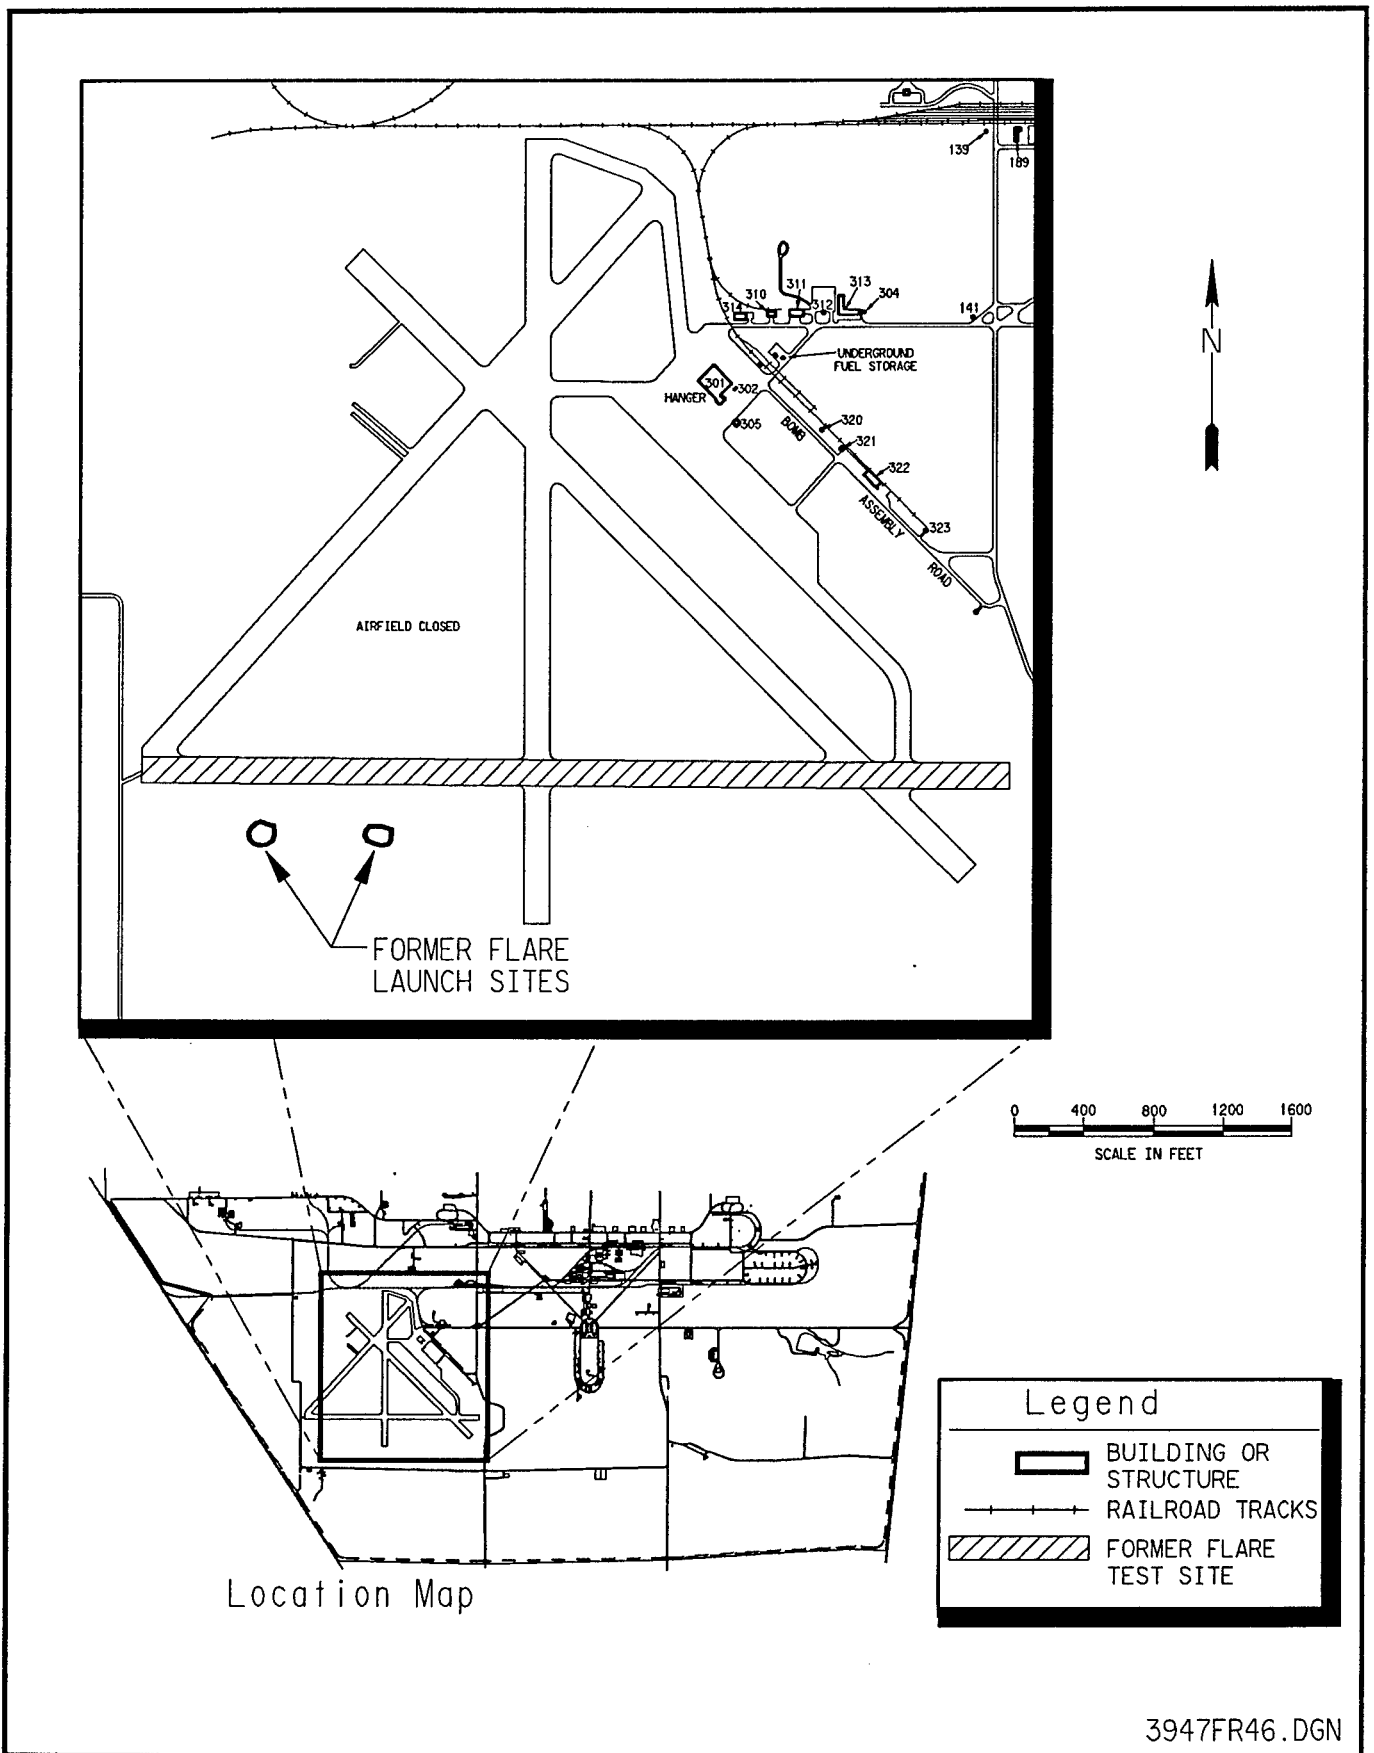 139
189
313
311
310
304
314
312
141
N
UNDERGROUND
FUEL STORAGE
301
302
HANGER
305
BOMB
320
321
322
ASSEMBLY
323
ROAD
AIRFIELD CLOSED
FORMER FLARE
LAUNCH SITES
0 400 800 1200 1600
SCALE IN FEET
Legend
BUILDING OR
STRUCTURE
RAILROAD TRACKS
FORMER FLARE
TEST SITE
Location Map
3947FR46.DGN